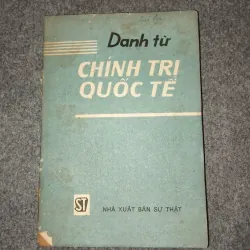 Danh từ
CHÍNH TRỊ
QUỐC TẾ
ST
NHÀ XUẤT BẢN SỰ THẬT